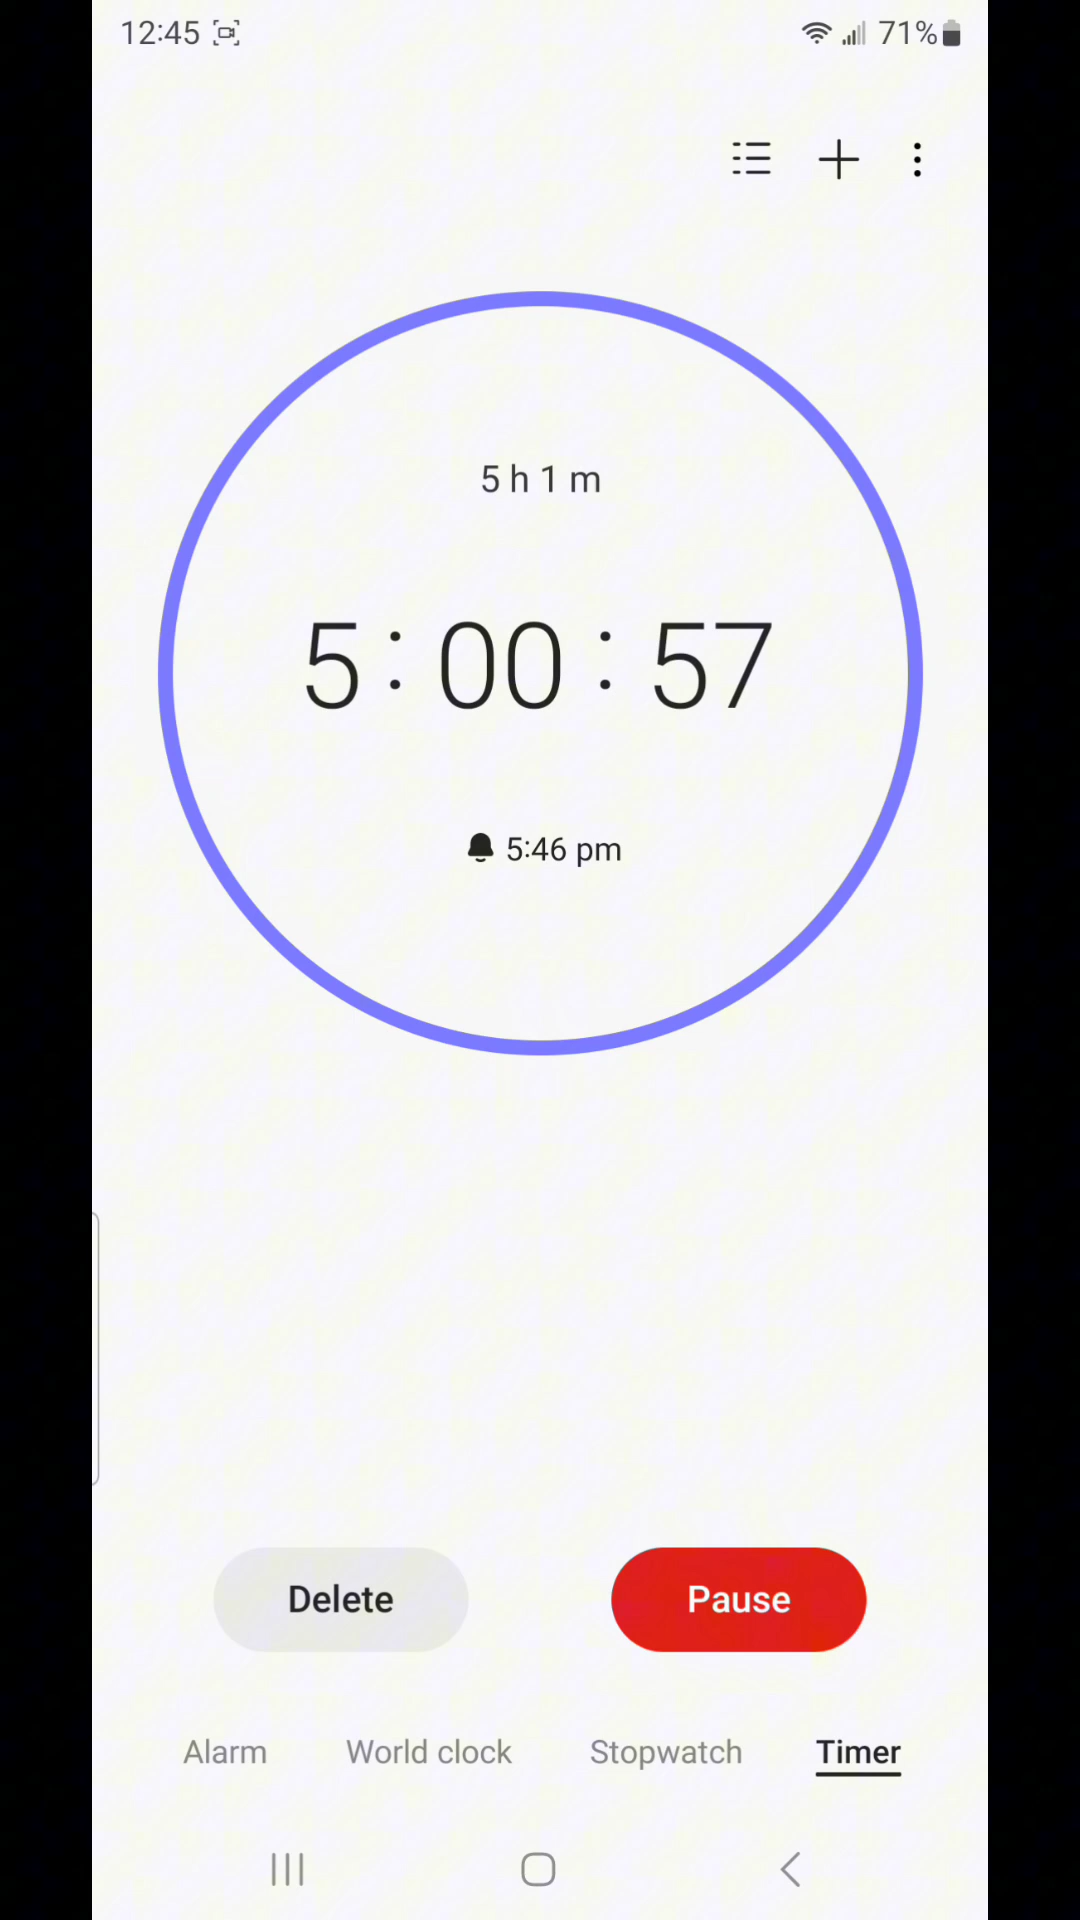 12:45 71%
5 h 1 m
5 : 00 : 57
5:46 pm
Delete Pause
Alarm World clock Stopwatch Timer